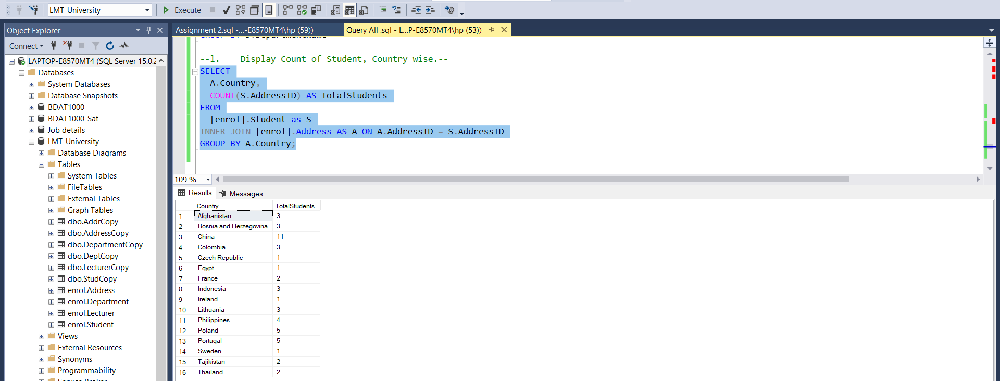 LMT_University
Execute
Object Explorer
Connect
LAPTOP-E8570MT4 (SQL Server 15.0.2
Databases
System Databases
Database Snapshots
BDAT1000
BDAT1000_Sat
Job details
LMT_University
Database Diagrams
Tables
System Tables
FileTables
External Tables
Graph Tables
dbo.AddrCopy
dbo.AddressCopy
dbo.DepartmentCopy
dbo.DeptCopy
dbo.LecturerCopy
dbo.StudCopy
enrol.Address
enrol.Department
enrol.Lecturer
enrol.Student
Views
External Resources
Synonyms
Programmability
Service Broker
Assignment 2.sql -...-E8570MT4\hp (59))
Query All .sql - L...P-E8570MT4\hp (53))
GROUP BY D.DepartmentName
--l. Display Count of Student, Country wise.--
SELECT
A.Country,
COUNT(S.AddressID) AS TotalStudents
FROM
[enrol].Student as S
INNER JOIN [enrol].Address AS A ON A.AddressID = S.AddressID
GROUP BY A.Country;
109 %
Results
Messages
Country TotalStudents
1 Afghanistan 3
2 Bosnia and Herzegovina 3
3 China 11
4 Colombia 3
5 Czech Republic 1
6 Egypt 1
7 France 2
8 Indonesia 3
9 Ireland 1
10 Lithuania 3
11 Philippines 4
12 Poland 5
13 Portugal 5
14 Sweden 1
15 Tajikistan 2
16 Thailand 2